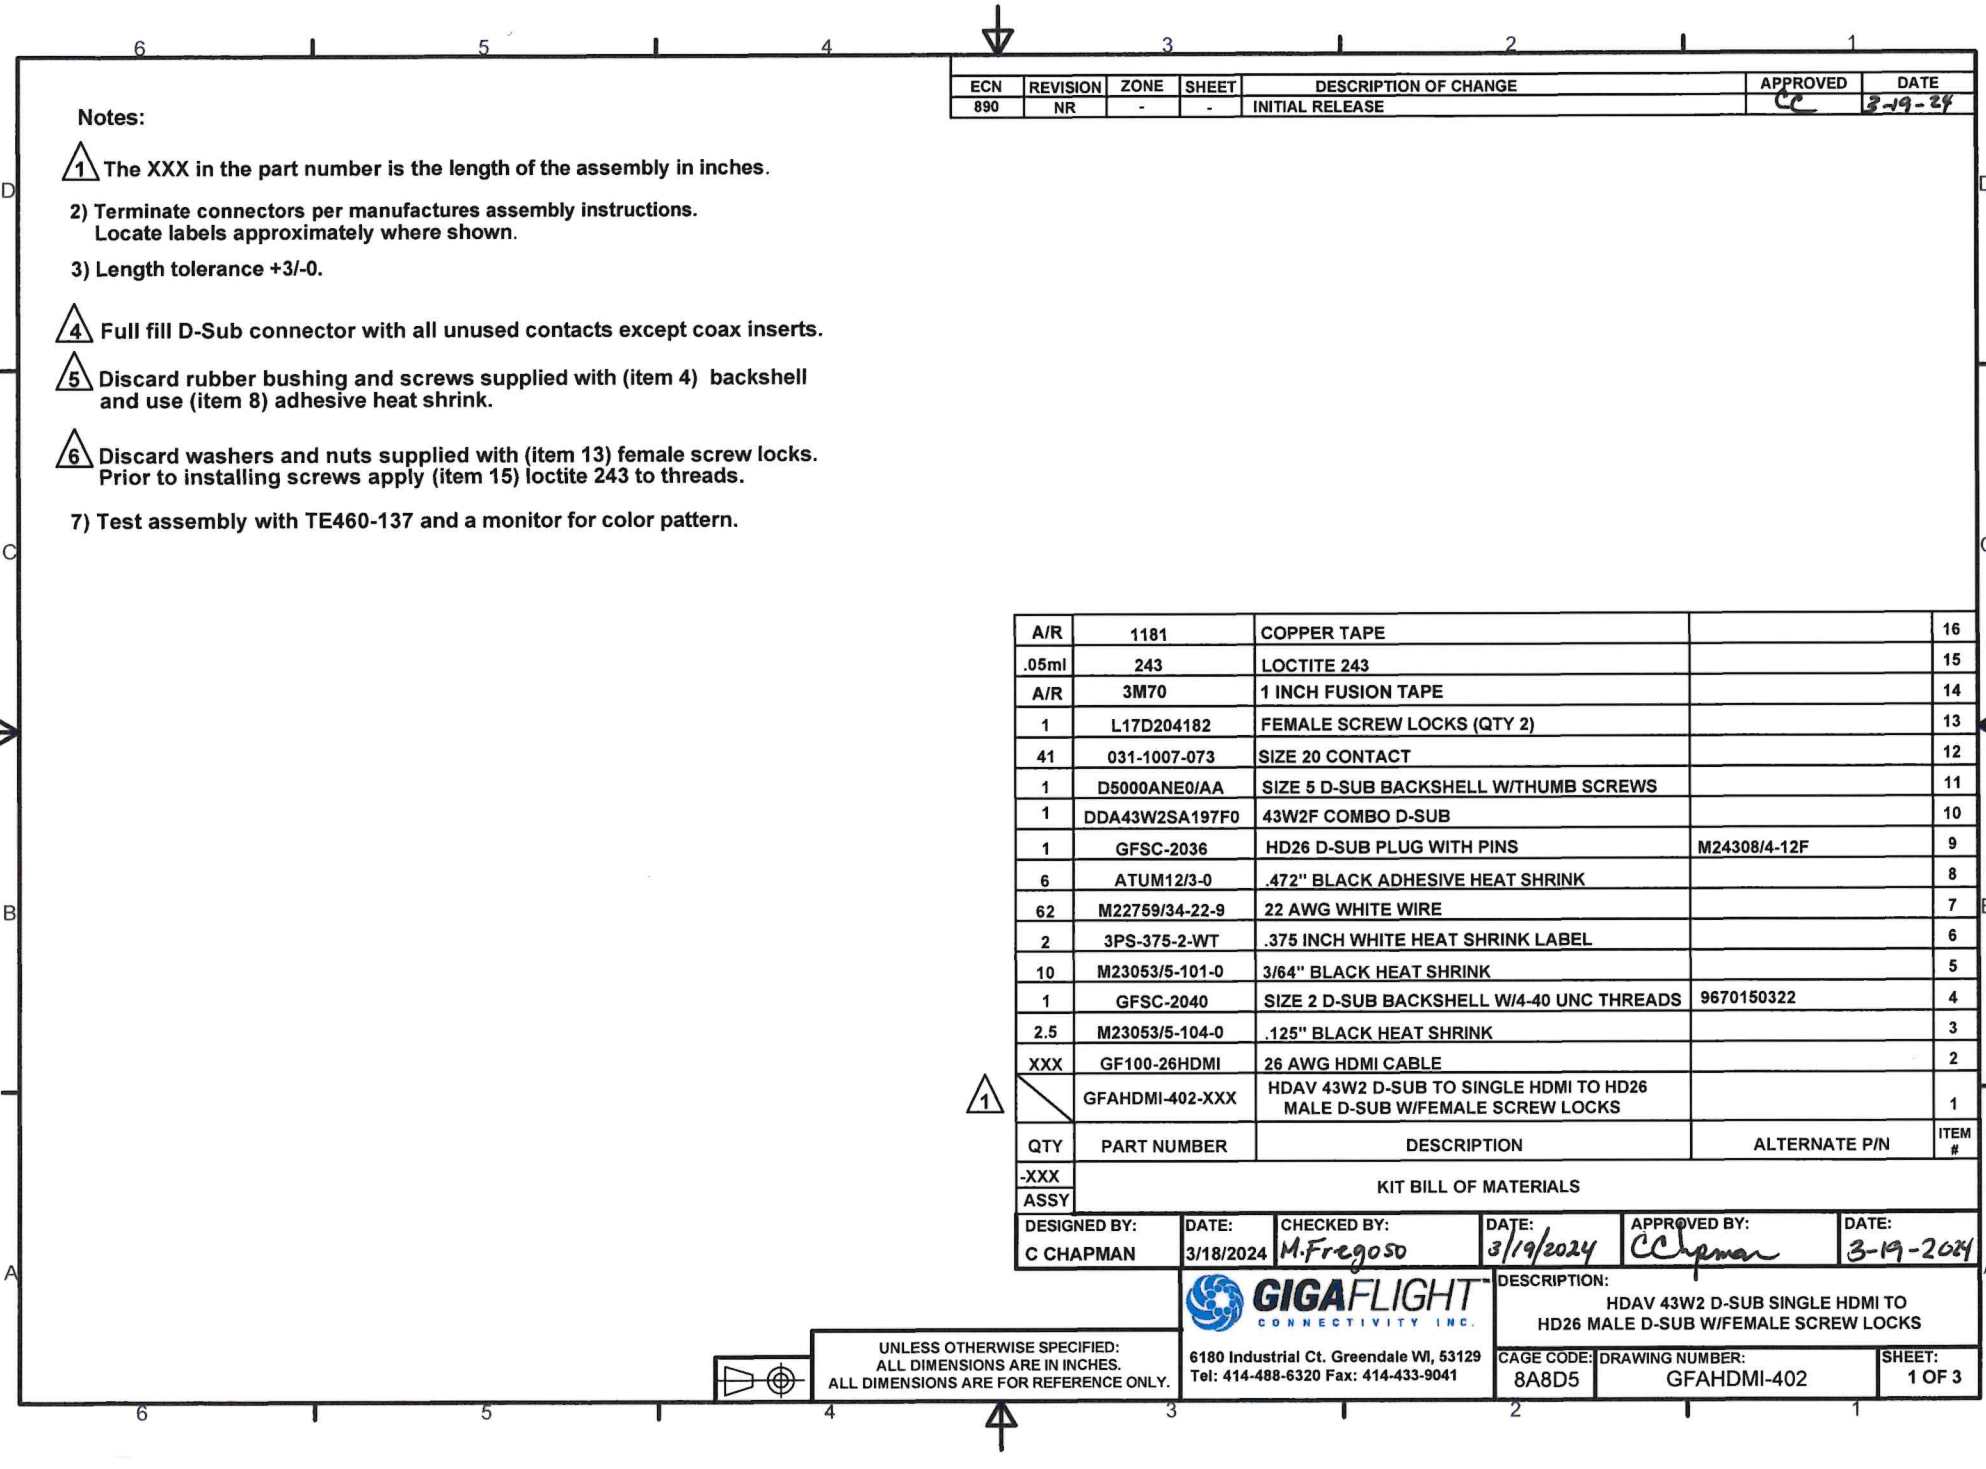 6 5 4 3 2 1
ECN REVISION ZONE SHEET DESCRIPTION OF CHANGE APPROVED DATE
890 NR - - INITIAL RELEASE CC 3-19-24
Notes:
1 The XXX in the part number is the length of the assembly in inches.
2) Terminate connectors per manufactures assembly instructions.
Locate labels approximately where shown.
3) Length tolerance +3/-0.
4 Full fill D-Sub connector with all unused contacts except coax inserts.
5 Discard rubber bushing and screws supplied with (item 4) backshell
and use (item 8) adhesive heat shrink.
6 Discard washers and nuts supplied with (item 13) female screw locks.
Prior to installing screws apply (item 15) loctite 243 to threads.
7) Test assembly with TE460-137 and a monitor for color pattern.
D
C
B
A
A/R 1181 COPPER TAPE 16
.05ml 243 LOCTITE 243 15
A/R 3M70 1 INCH FUSION TAPE 14
1 L17D204182 FEMALE SCREW LOCKS (QTY 2) 13
41 031-1007-073 SIZE 20 CONTACT 12
1 D5000ANE0/AA SIZE 5 D-SUB BACKSHELL W/THUMB SCREWS 11
1 DDA43W2SA197F0 43W2F COMBO D-SUB 10
1 GFSC-2036 HD26 D-SUB PLUG WITH PINS M24308/4-12F 9
6 ATUM12/3-0 .472" BLACK ADHESIVE HEAT SHRINK 8
62 M22759/34-22-9 22 AWG WHITE WIRE 7
2 3PS-375-2-WT .375 INCH WHITE HEAT SHRINK LABEL 6
10 M23053/5-101-0 3/64" BLACK HEAT SHRINK 5
1 GFSC-2040 SIZE 2 D-SUB BACKSHELL W/4-40 UNC THREADS 9670150322 4
2.5 M23053/5-104-0 .125" BLACK HEAT SHRINK 3
XXX GF100-26HDMI 26 AWG HDMI CABLE 2
1 GFAHDMI-402-XXX HDAV 43W2 D-SUB TO SINGLE HDMI TO HD26
MALE D-SUB W/FEMALE SCREW LOCKS 1
QTY PART NUMBER DESCRIPTION ALTERNATE P/N ITEM #
-XXX
ASSY
KIT BILL OF MATERIALS
DESIGNED BY: DATE: CHECKED BY: DATE: APPROVED BY: DATE:
C CHAPMAN 3/18/2024 M.Fregoso 3/19/2024 CChapman 3-19-2024
GIGAFLIGHT
CONNECTIVITY INC.
6180 Industrial Ct. Greendale WI, 53129
Tel: 414-488-6320 Fax: 414-433-9041
DESCRIPTION:
HDAV 43W2 D-SUB SINGLE HDMI TO
HD26 MALE D-SUB W/FEMALE SCREW LOCKS
CAGE CODE: DRAWING NUMBER: SHEET:
8A8D5 GFAHDMI-402 1 OF 3
UNLESS OTHERWISE SPECIFIED:
ALL DIMENSIONS ARE IN INCHES.
ALL DIMENSIONS ARE FOR REFERENCE ONLY.
6 5 4 3 2 1